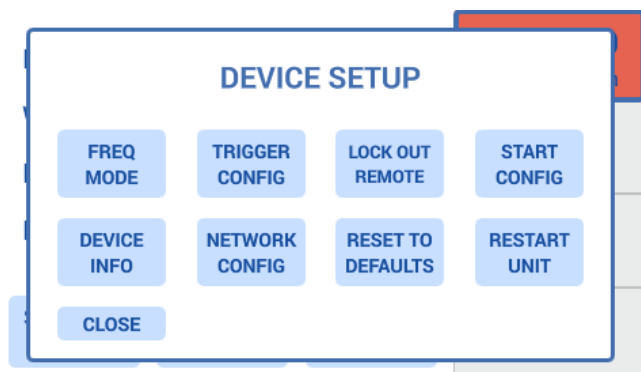 DEVICE SETUP
FREQ
MODE
TRIGGER
CONFIG
LOCK OUT
REMOTE
START
CONFIG
DEVICE
INFO
NETWORK
CONFIG
RESET TO
DEFAULTS
RESTART
UNIT
CLOSE